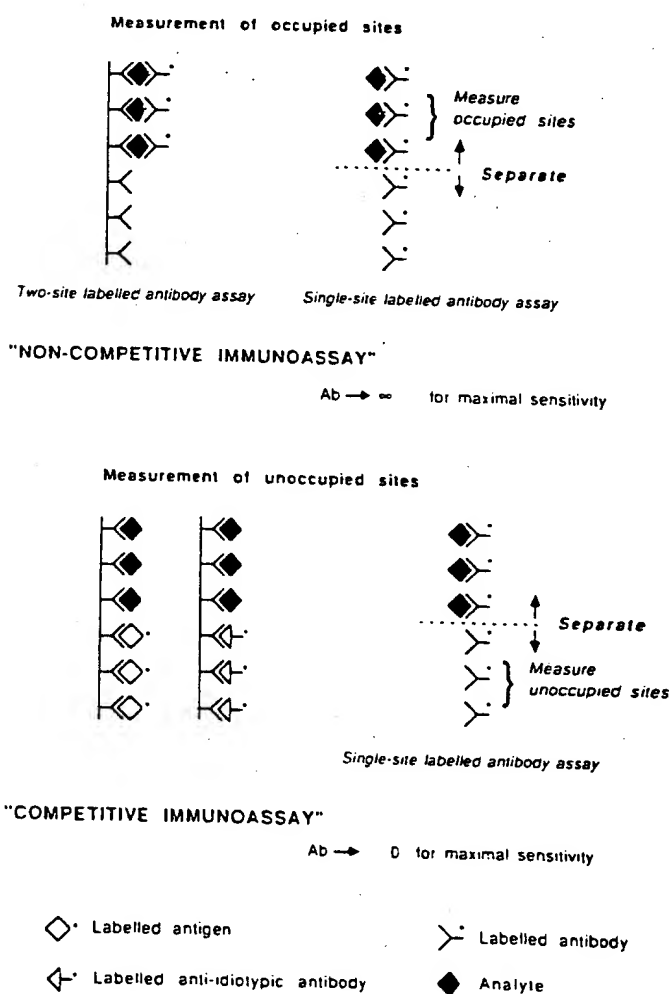 Measurement of occupied sites
Measure
occupied sites
Separate
Two-site labelled antibody assay
Single-site labelled antibody assay
"NON-COMPETITIVE IMMUNOASSAY"
Ab → ∞ for maximal sensitivity
Measurement of unoccupied sites
Separate
Measure
unoccupied sites
Single-site labelled antibody assay
"COMPETITIVE IMMUNOASSAY"
Ab → 0 for maximal sensitivity
Labelled antigen
Labelled antibody
Labelled anti-idiotypic antibody
Analyte